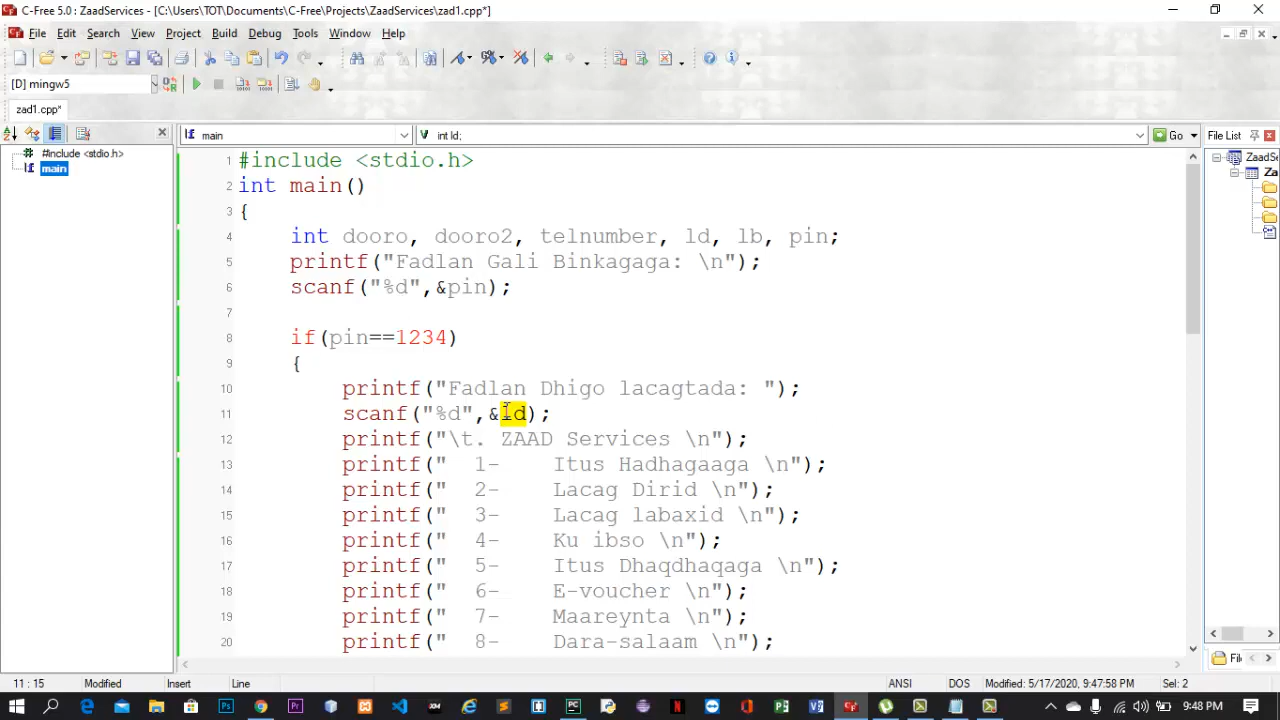 C-Free 5.0 : ZaadServices - [C:\Users\TOT\Documents\C-Free\Projects\ZaadServices\zad1.cpp*]
File Edit Search View Project Build Debug Tools Window Help
[D] mingw5
zad1.cpp*
main
int ld;
Go
File List
#include <stdio.h>
main
ZaadS
Za
1 #include <stdio.h>
2 int main()
3 {
4 int dooro, dooro2, telnumber, ld, lb, pin;
5 printf("Fadlan Gali Binkagaga: \n");
6 scanf("%d",&pin);
7
8 if(pin==1234)
9 {
10 printf("Fadlan Dhigo lacagtada: ");
11 scanf("%d",&ld);
12 printf("\t. ZAAD Services \n");
13 printf("  1-    Itus Hadhagaaga \n");
14 printf("  2-    Lacag Dirid \n");
15 printf("  3-    Lacag labaxid \n");
16 printf("  4-    Ku ibso \n");
17 printf("  5-    Itus Dhaqdhaqaga \n");
18 printf("  6-    E-voucher \n");
19 printf("  7-    Maareynta \n");
20 printf("  8-    Dara-salaam \n");
11 : 15 Modified Insert Line ANSI DOS Modified: 5/17/2020, 9:47:58 PM Sel: 2
9:48 PM